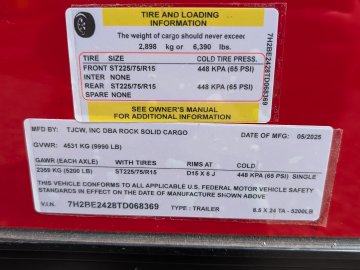 TIRE AND LOADING
INFORMATION
The weight of cargo should never exceed
2,898 kg or 6,390 lbs.
TIRE SIZE COLD TIRE PRESS.
FRONT ST225/75/R15 448 KPA (65 PSI)
INTER NONE
REAR ST225/75/R15 448 KPA (65 PSI)
SPARE NONE
SEE OWNER'S MANUAL
FOR ADDITIONAL INFORMATION
7H2BE2428TD068369
MFD BY: TJCW, INC DBA ROCK SOLID CARGO DATE OF MFG: 05/2025
GVWR: 4531 KG (9990 LB)
GAWR (EACH AXLE) WITH TIRES RIMS AT COLD
2359 KG (5200 LB) ST225/75/R15 D15 X 6 J 448 KPA (65 PSI) SINGLE
THIS VEHICLE CONFORMS TO ALL APPLICABLE U.S. FEDERAL MOTOR VEHICLE SAFETY
STANDARDS IN EFFECT ON THE DATE OF MANUFACTURE SHOWN ABOVE
V.I.N. 7H2BE2428TD068369 TYPE : TRAILER 8.5 X 24 TA - 5200LB